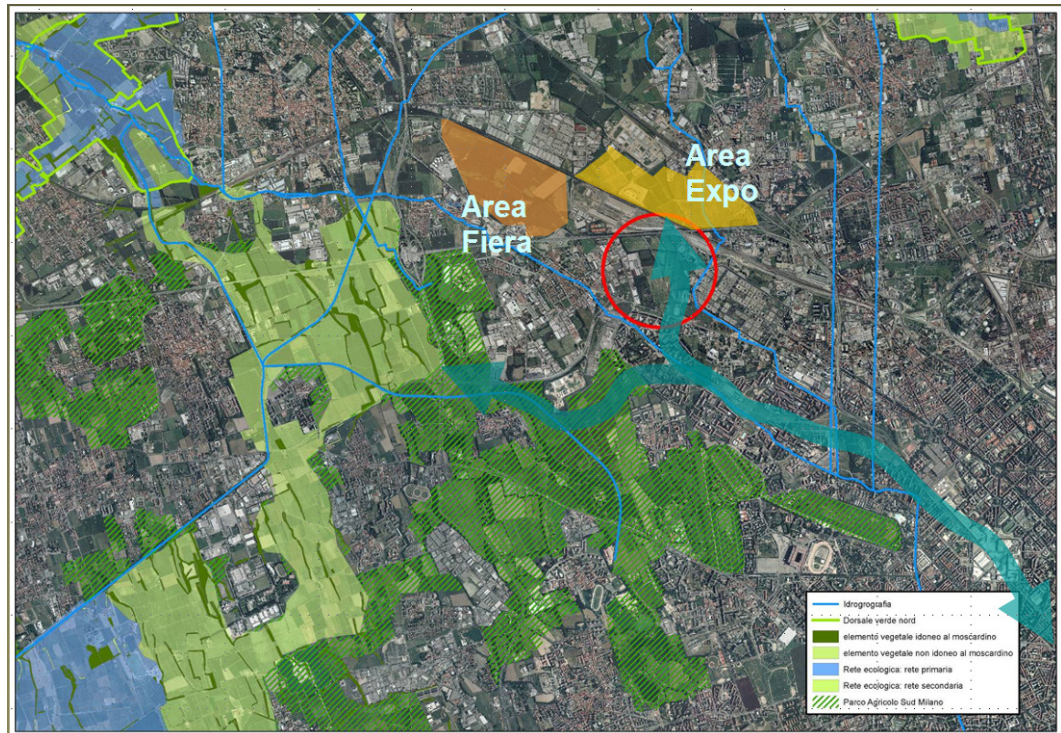 Area
Expo
Area
Fiera
Idrogrografia
Dorsale verde nord
elemento vegetale idoneo al moscardino
elemento vegetale non idoneo al moscardino
Rete ecologica: rete primaria
Rete ecologica: rete secondaria
Parco Agricolo Sud Milano